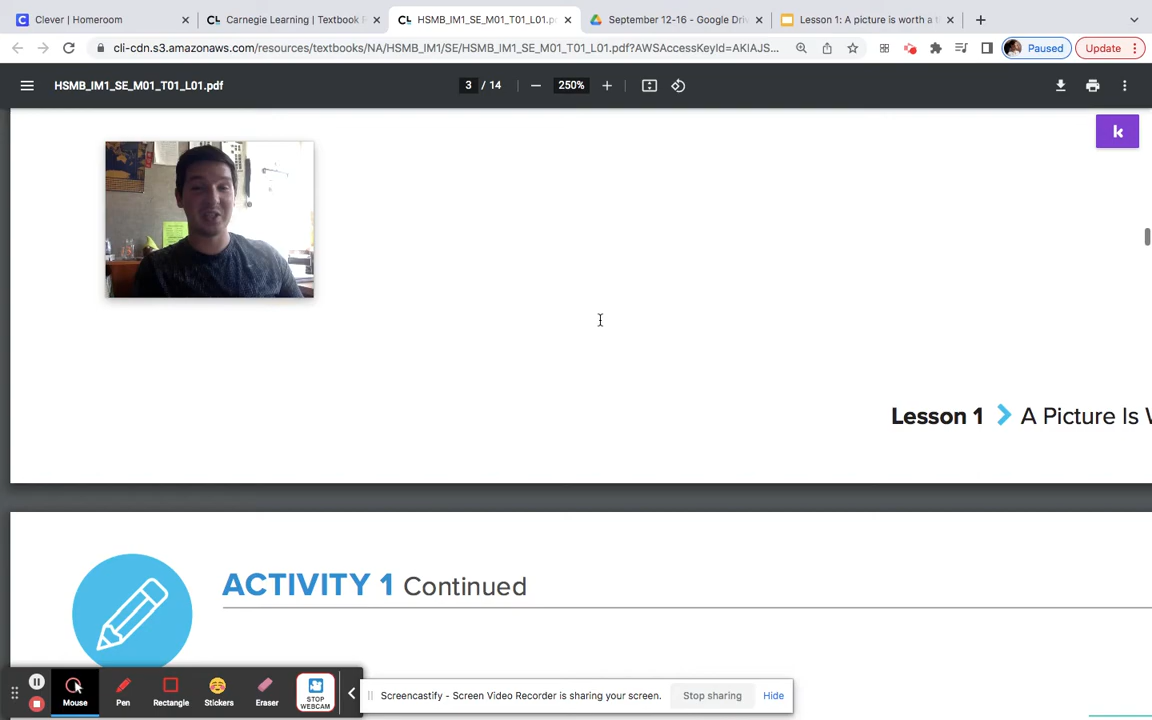 C Clever | Homeroom
CL Carnegie Learning | Textbook
CL HSMB_IM1_SE_M01_T01_L01.p
September 12-16 - Google Dri
Lesson 1: A picture is worth a
cli-cdn.s3.amazonaws.com/resources/textbooks/NA/HSMB_IM1/SE/HSMB_IM1_SE_M01_T01_L01.pdf?AWSAccessKeyId=AKIAJS...
Paused
Update
HSMB_IM1_SE_M01_T01_L01.pdf
3 / 14
250%
k
Lesson 1 > A Picture Is W
ACTIVITY 1 Continued
Mouse
Pen
Rectangle
Stickers
Eraser
STOP
WEBCAM
Screencastify - Screen Video Recorder is sharing your screen.
Stop sharing
Hide